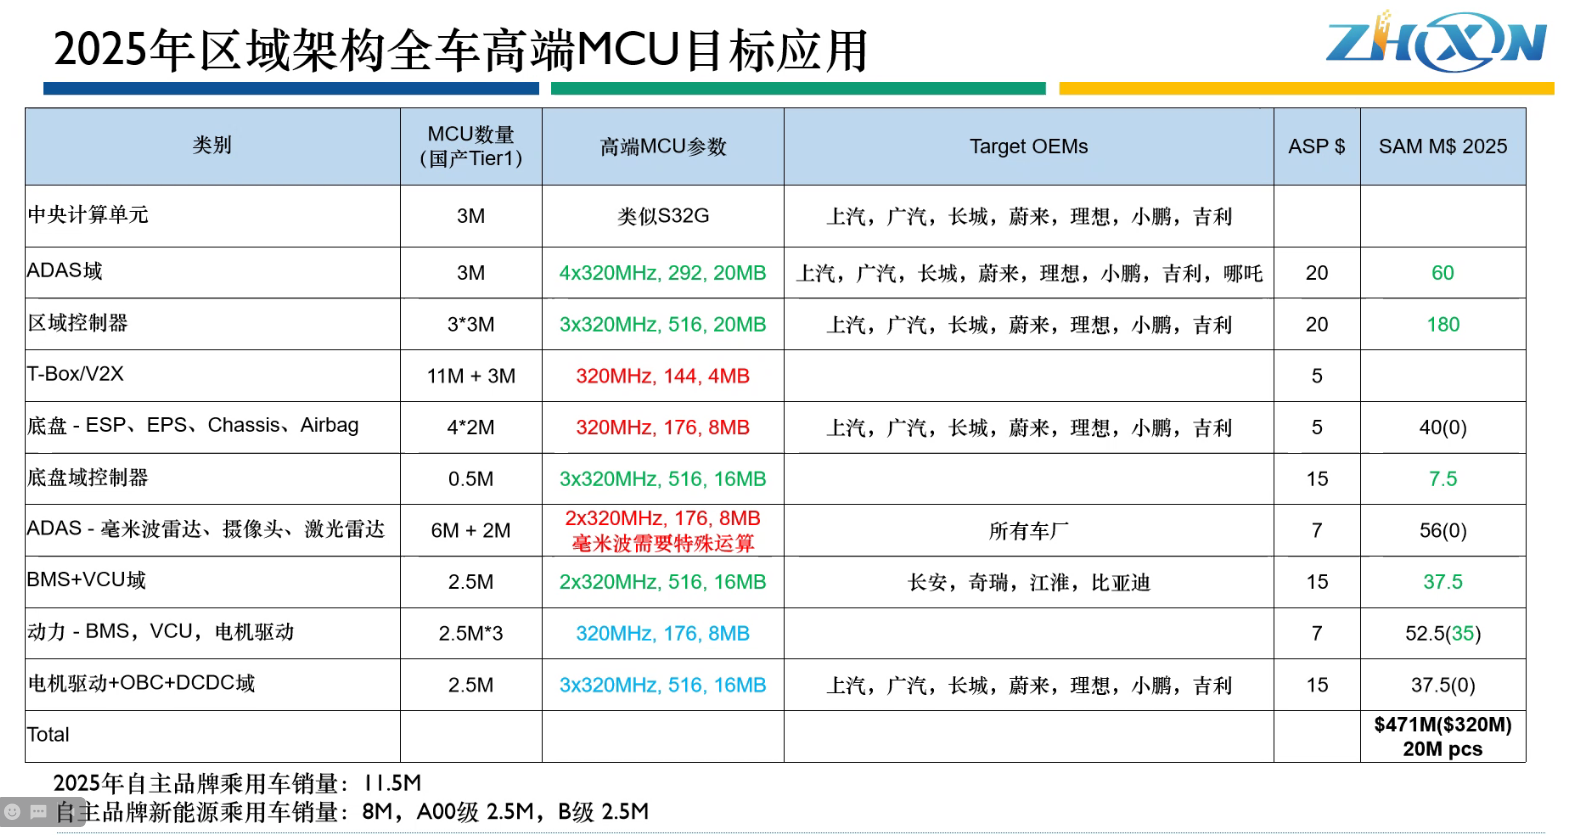 2025年区域架构全车高端MCU目标应用
ZHIXIN
类别
MCU数量
(国产Tier1)
高端MCU参数
Target OEMs
ASP $
SAM M$ 2025
中央计算单元
3M
类似S32G
上汽，广汽，长城，蔚来，理想，小鹏，吉利
ADAS域
3M
4x320MHz, 292, 20MB
上汽，广汽，长城，蔚来，理想，小鹏，吉利，哪吒
20
60
区域控制器
3*3M
3x320MHz, 516, 20MB
上汽，广汽，长城，蔚来，理想，小鹏，吉利
20
180
T-Box/V2X
11M + 3M
320MHz, 144, 4MB
5
底盘 - ESP、EPS、Chassis、Airbag
4*2M
320MHz, 176, 8MB
上汽，广汽，长城，蔚来，理想，小鹏，吉利
5
40(0)
底盘域控制器
0.5M
3x320MHz, 516, 16MB
15
7.5
ADAS - 毫米波雷达、摄像头、激光雷达
6M + 2M
2x320MHz, 176, 8MB
毫米波需要特殊运算
所有车厂
7
56(0)
BMS+VCU域
2.5M
2x320MHz, 516, 16MB
长安，奇瑞，江淮，比亚迪
15
37.5
动力 - BMS，VCU，电机驱动
2.5M*3
320MHz, 176, 8MB
7
52.5(35)
电机驱动+OBC+DCDC域
2.5M
3x320MHz, 516, 16MB
上汽，广汽，长城，蔚来，理想，小鹏，吉利
15
37.5(0)
Total
$471M($320M)
20M pcs
2025年自主品牌乘用车销量：11.5M
自主品牌新能源乘用车销量：8M，A00级 2.5M，B级 2.5M